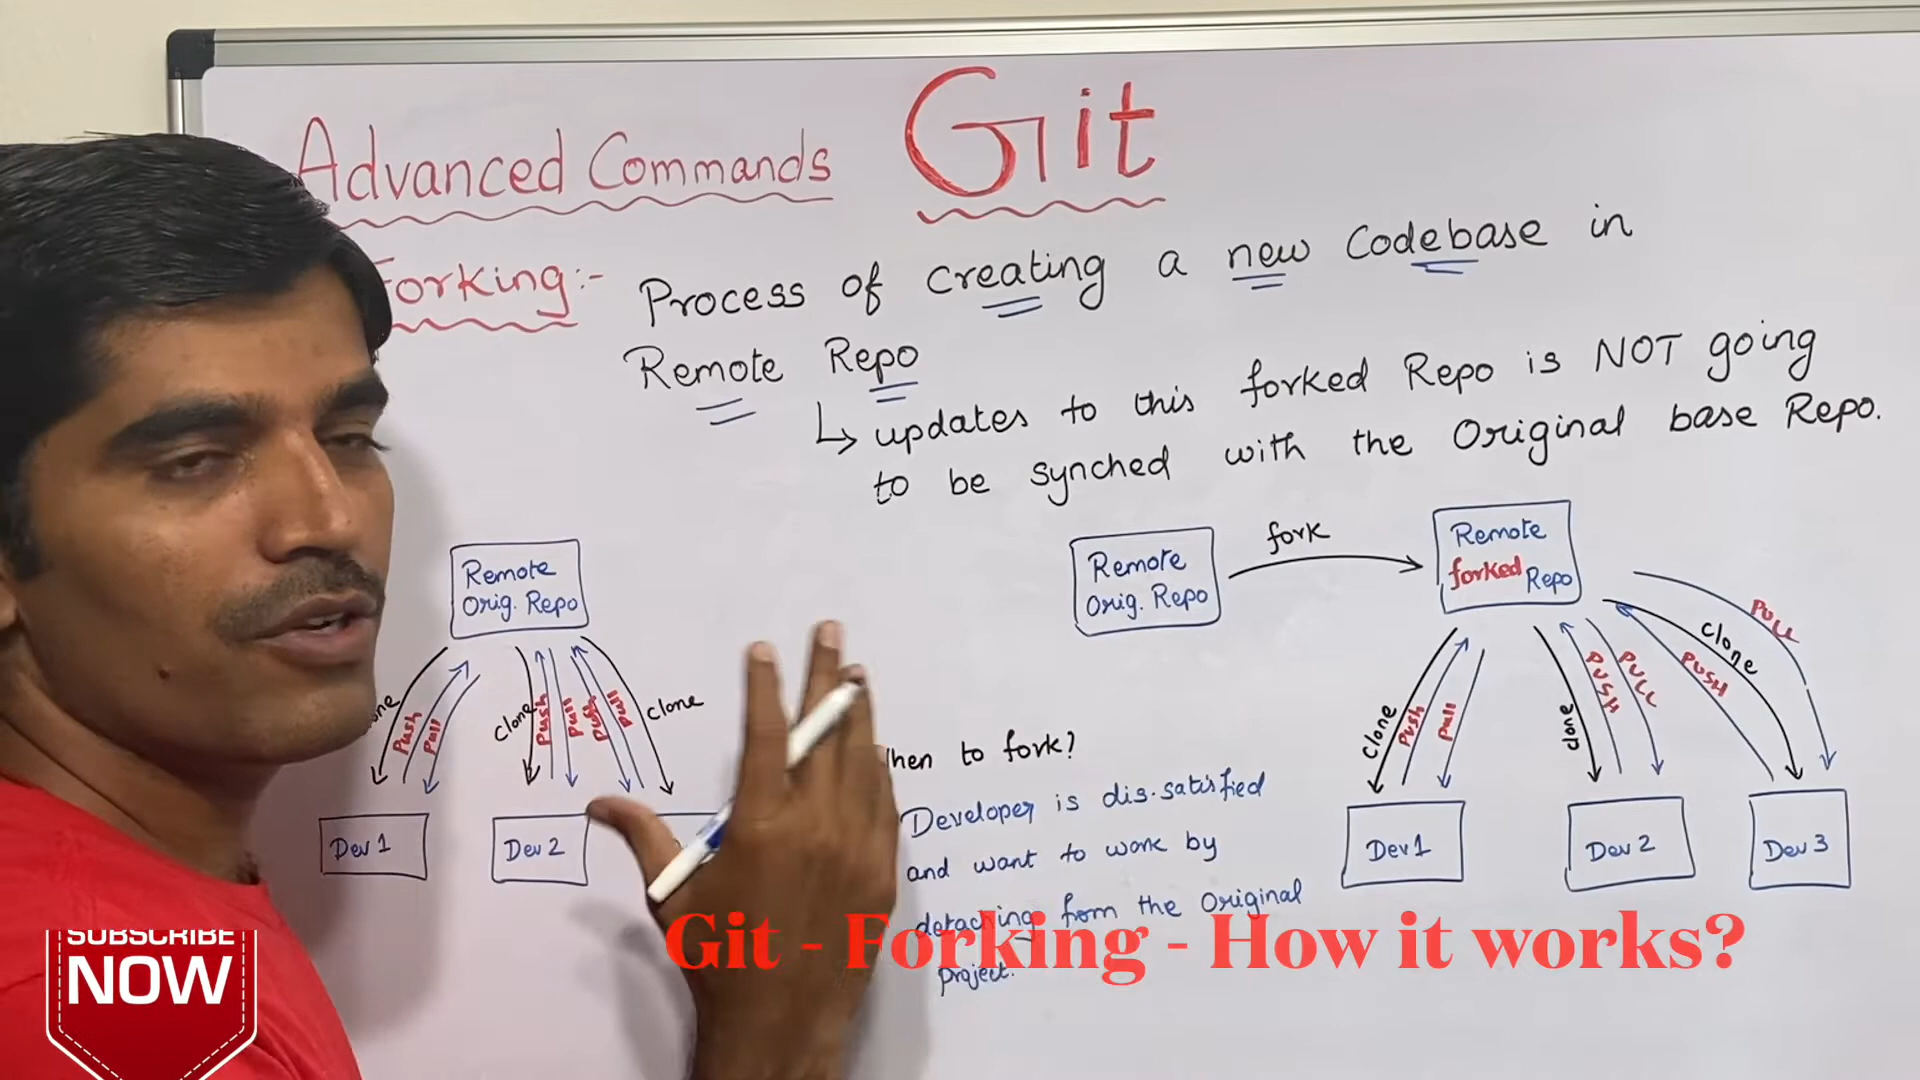 Advanced Commands Git
Forking:- Process of creating a new Codebase in
Remote Repo
↳ updates to this forked Repo is NOT going
to be synched with the Original base Repo.
Remote
Orig. Repo
clone
Push
Pull
clone
Push
Pull
Push
Pull
clone
Dev 1
Dev 2
Remote
Orig. Repo
fork
Remote
forked Repo
clone
Push
Pull
clone
PUSH
PULL
PUSH
clone
PULL
Dev 1
Dev 2
Dev 3
hen to fork?
Developer is dis-satisfied
and want to work by
detaching from the Original
project.
Git - Forking - How it works?
SUBSCRIBE
NOW